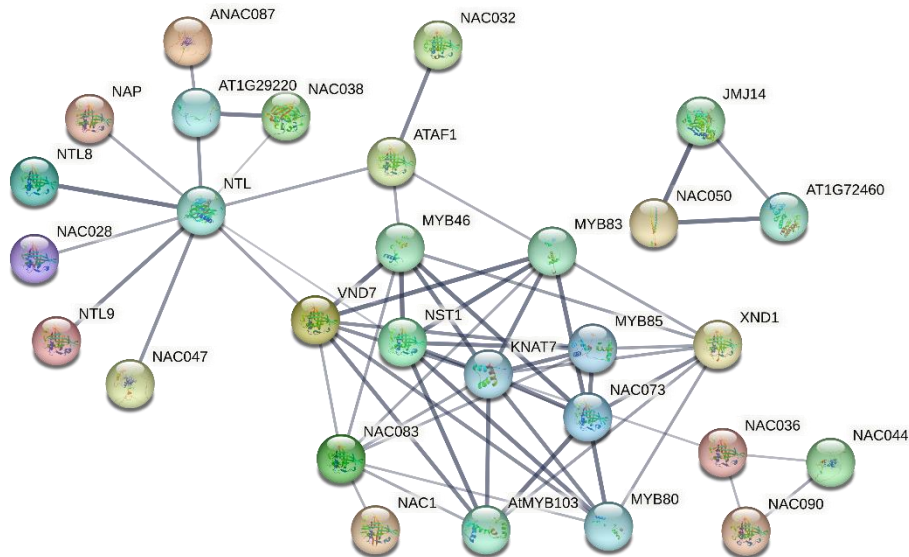 ANAC087
NAC032
NAP
AT1G29220
NAC038
JMJ14
ATAF1
NTL8
NTL
NAC050
AT1G72460
MYB46
MYB83
NAC028
VND7
NST1
MYB85
XND1
NTL9
KNAT7
NAC047
NAC073
NAC083
NAC036
NAC044
NAC1
AtMYB103
MYB80
NAC090